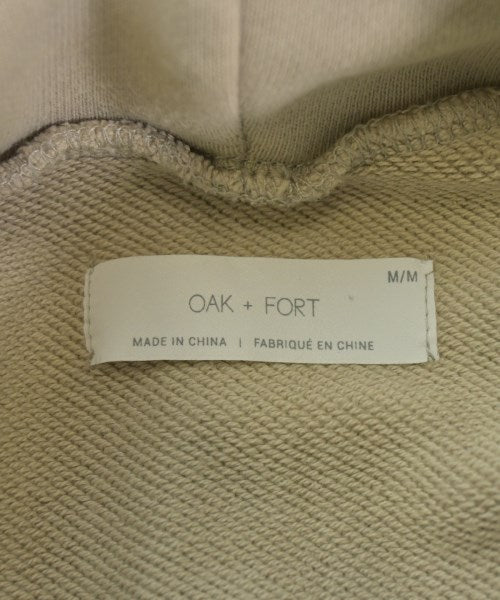 M/M
OAK + FORT
MADE IN CHINA | FABRIQUÉ EN CHINE